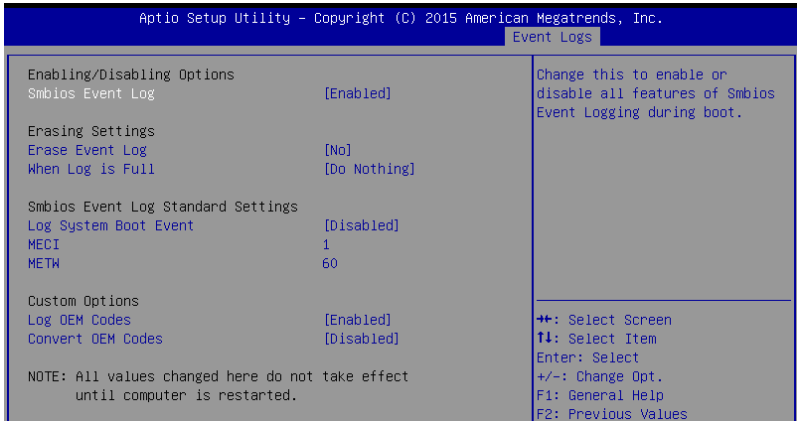 Aptio Setup Utility – Copyright (C) 2015 American Megatrends, Inc.
Event Logs
Enabling/Disabling Options
Smbios Event Log [Enabled]
Erasing Settings
Erase Event Log [No]
When Log is Full [Do Nothing]
Smbios Event Log Standard Settings
Log System Boot Event [Disabled]
MECI 1
METW 60
Custom Options
Log OEM Codes [Enabled]
Convert OEM Codes [Disabled]
NOTE: All values changed here do not take effect
until computer is restarted.
Change this to enable or
disable all features of Smbios
Event Logging during boot.
→←: Select Screen
↑↓: Select Item
Enter: Select
+/-: Change Opt.
F1: General Help
F2: Previous Values